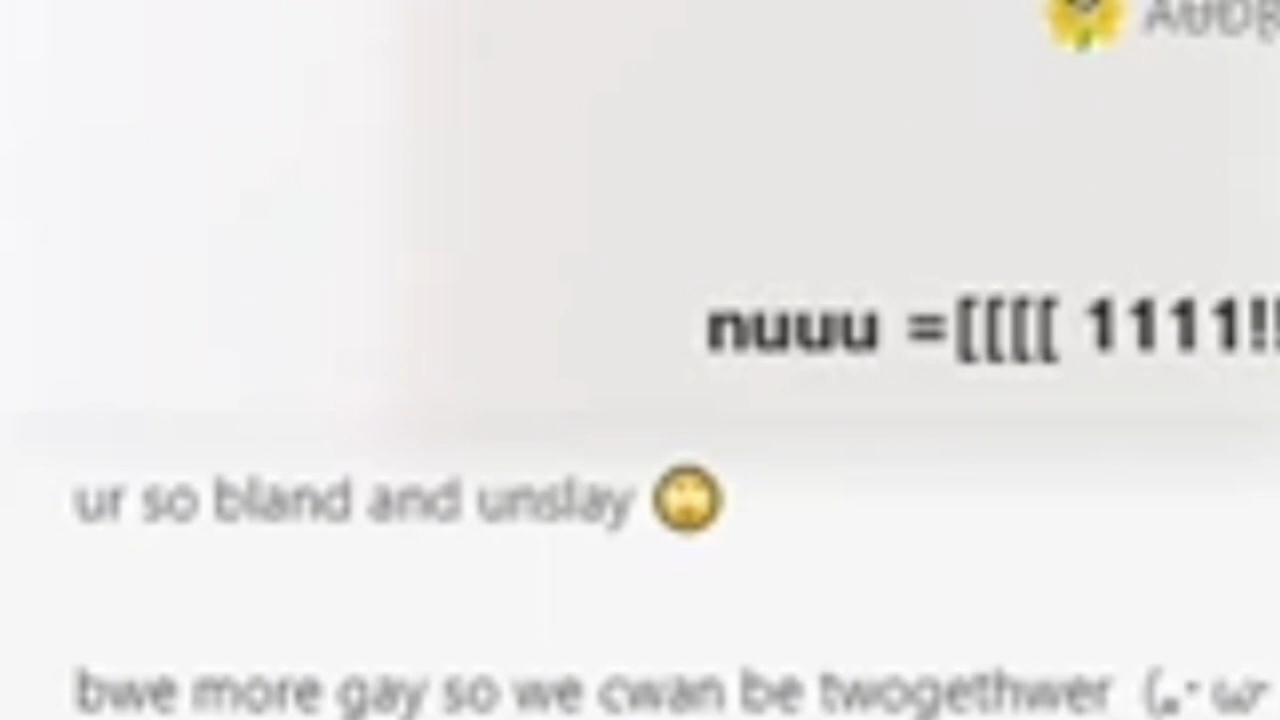 nuuu =[[[[ 1111!!
ur so bland and unslay 🙄
bwe more gay so we cwan be twogethwer (⁎˙ ω